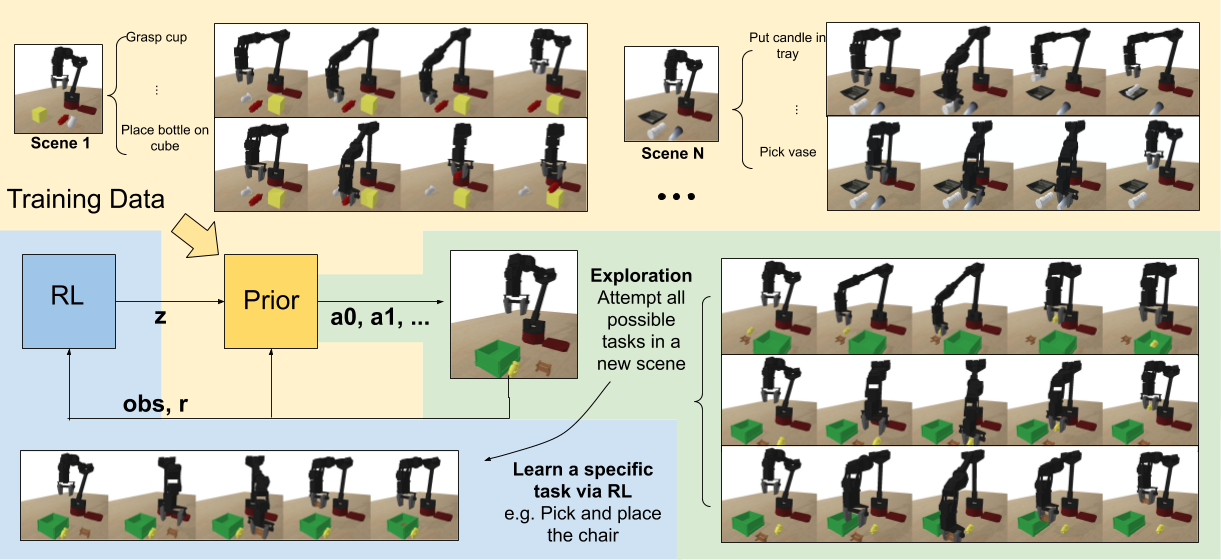 Grasp cup
...
Place bottle on
cube
Scene 1
Put candle in
tray
...
Pick vase
Scene N
...
Training Data
RL
z
Prior
a0, a1, ...
obs, r
Exploration
Attempt all
possible
tasks in a
new scene
Learn a specific
task via RL
e.g. Pick and place
the chair